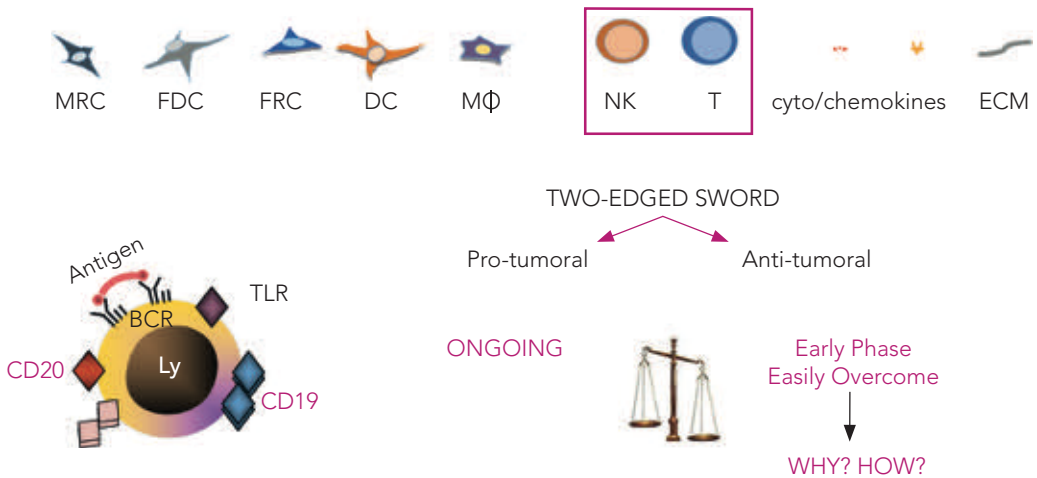 MRC FDC FRC DC MΦ NK T cyto/chemokines ECM
TWO-EDGED SWORD
Pro-tumoral Anti-tumoral
Antigen
TLR
BCR
Ly
CD20
CD19
ONGOING
Early Phase
Easily Overcome
WHY? HOW?